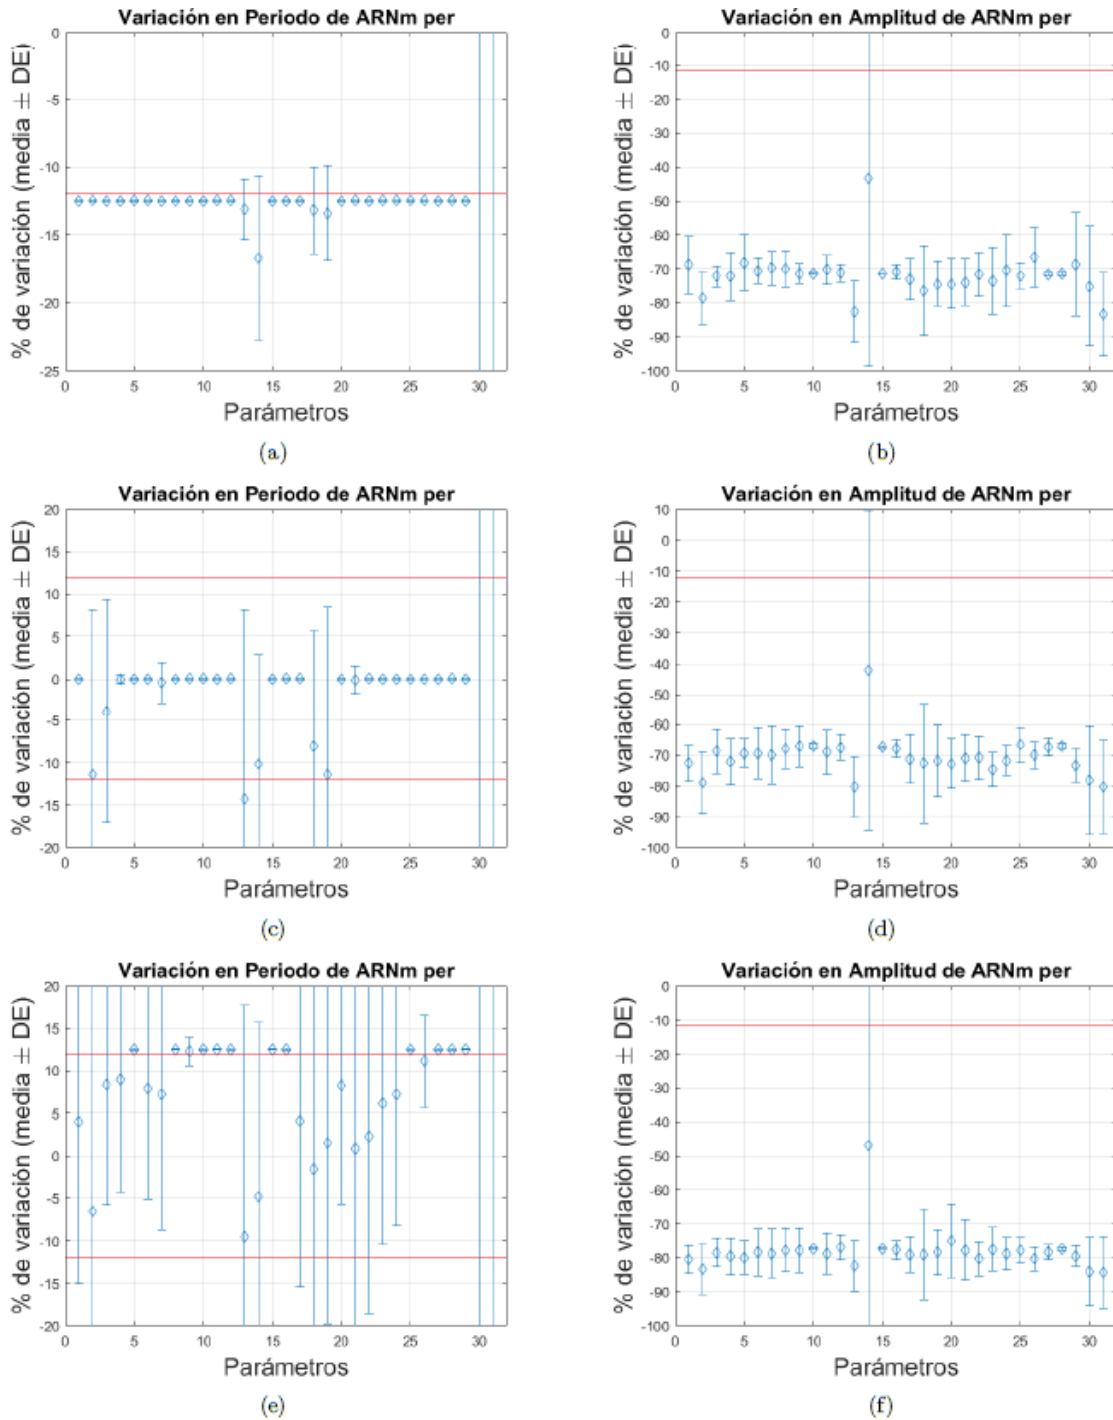 Variación en Periodo de ARNm per
% de variación (media ± DE)
0
-5
-10
-15
-20
-25
0 5 10 15 20 25 30
Parámetros
(a)
Variación en Amplitud de ARNm per
% de variación (media ± DE)
0
-10
-20
-30
-40
-50
-60
-70
-80
-90
-100
0 5 10 15 20 25 30
Parámetros
(b)
Variación en Periodo de ARNm per
% de variación (media ± DE)
20
15
10
5
0
-5
-10
-15
-20
0 5 10 15 20 25 30
Parámetros
(c)
Variación en Amplitud de ARNm per
% de variación (media ± DE)
10
0
-10
-20
-30
-40
-50
-60
-70
-80
-90
-100
0 5 10 15 20 25 30
Parámetros
(d)
Variación en Periodo de ARNm per
% de variación (media ± DE)
20
15
10
5
0
-5
-10
-15
-20
0 5 10 15 20 25 30
Parámetros
(e)
Variación en Amplitud de ARNm per
% de variación (media ± DE)
0
-10
-20
-30
-40
-50
-60
-70
-80
-90
-100
0 5 10 15 20 25 30
Parámetros
(f)